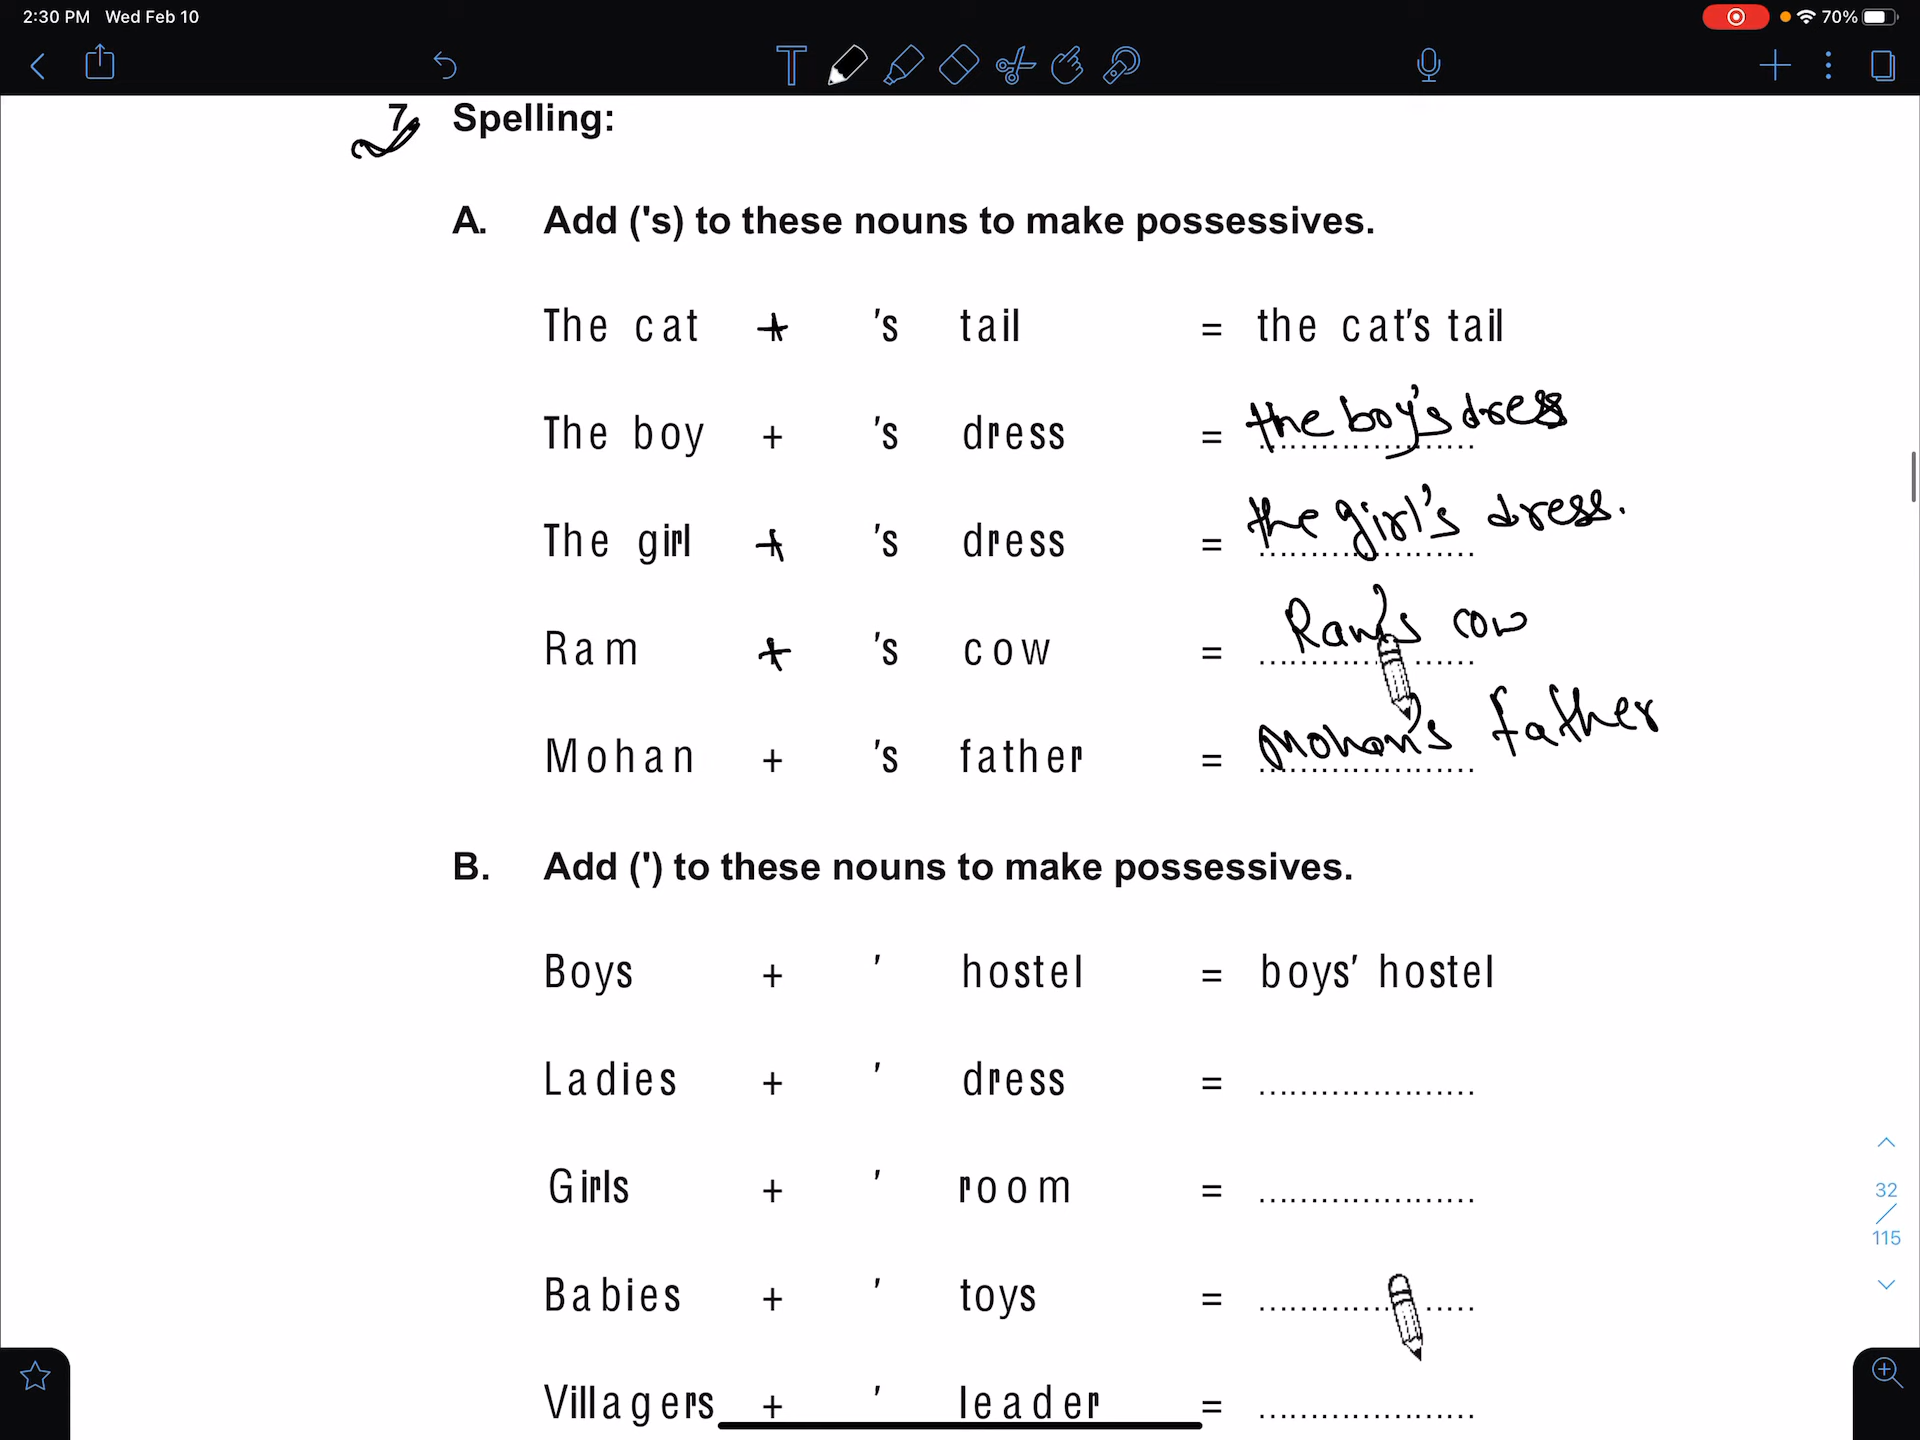 2:30 PM Wed Feb 10
70%
7. Spelling:
A. Add ('s) to these nouns to make possessives.
The cat + 's tail = the cat's tail
The boy + 's dress = the boy's dress
The girl + 's dress = the girl's dress.
Ram + 's cow = Ram's cow
Mohan + 's father = Mohan's father
B. Add (') to these nouns to make possessives.
Boys + ' hostel = boys' hostel
Ladies + ' dress = .....................
Girls + ' room = .....................
Babies + ' toys = .....................
Villagers + ' leader = .....................
32
/
115